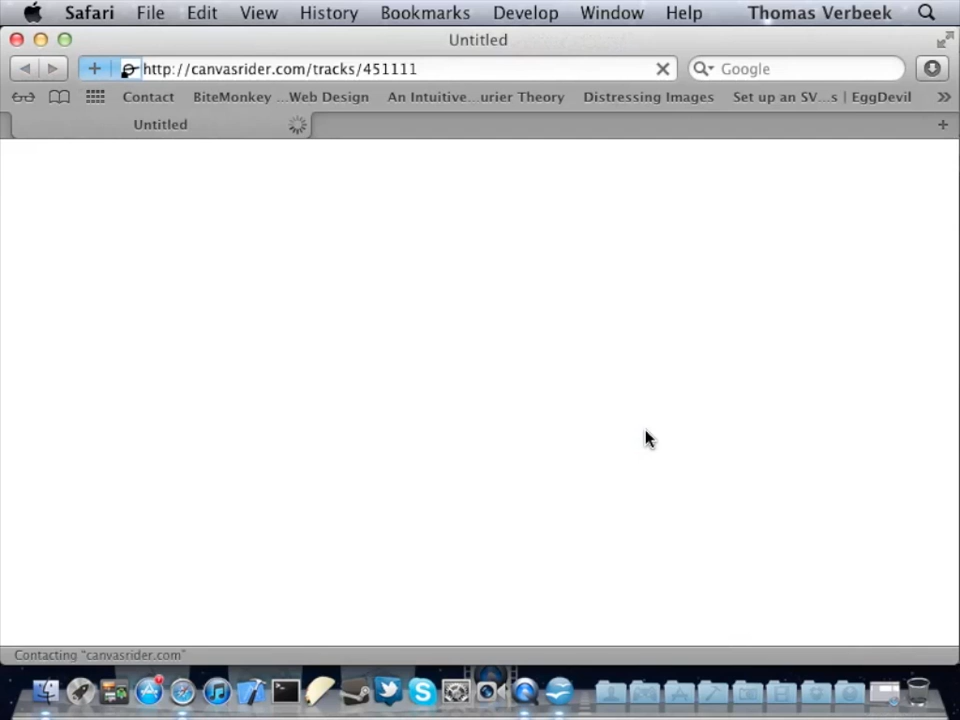 Safari File Edit View History Bookmarks Develop Window Help Thomas Verbeek
Untitled
http://canvasrider.com/tracks/451111 Google
Contact BiteMonkey ...Web Design An Intuitive...urier Theory Distressing Images Set up an SV...s | EggDevil
Untitled
Contacting "canvasrider.com"